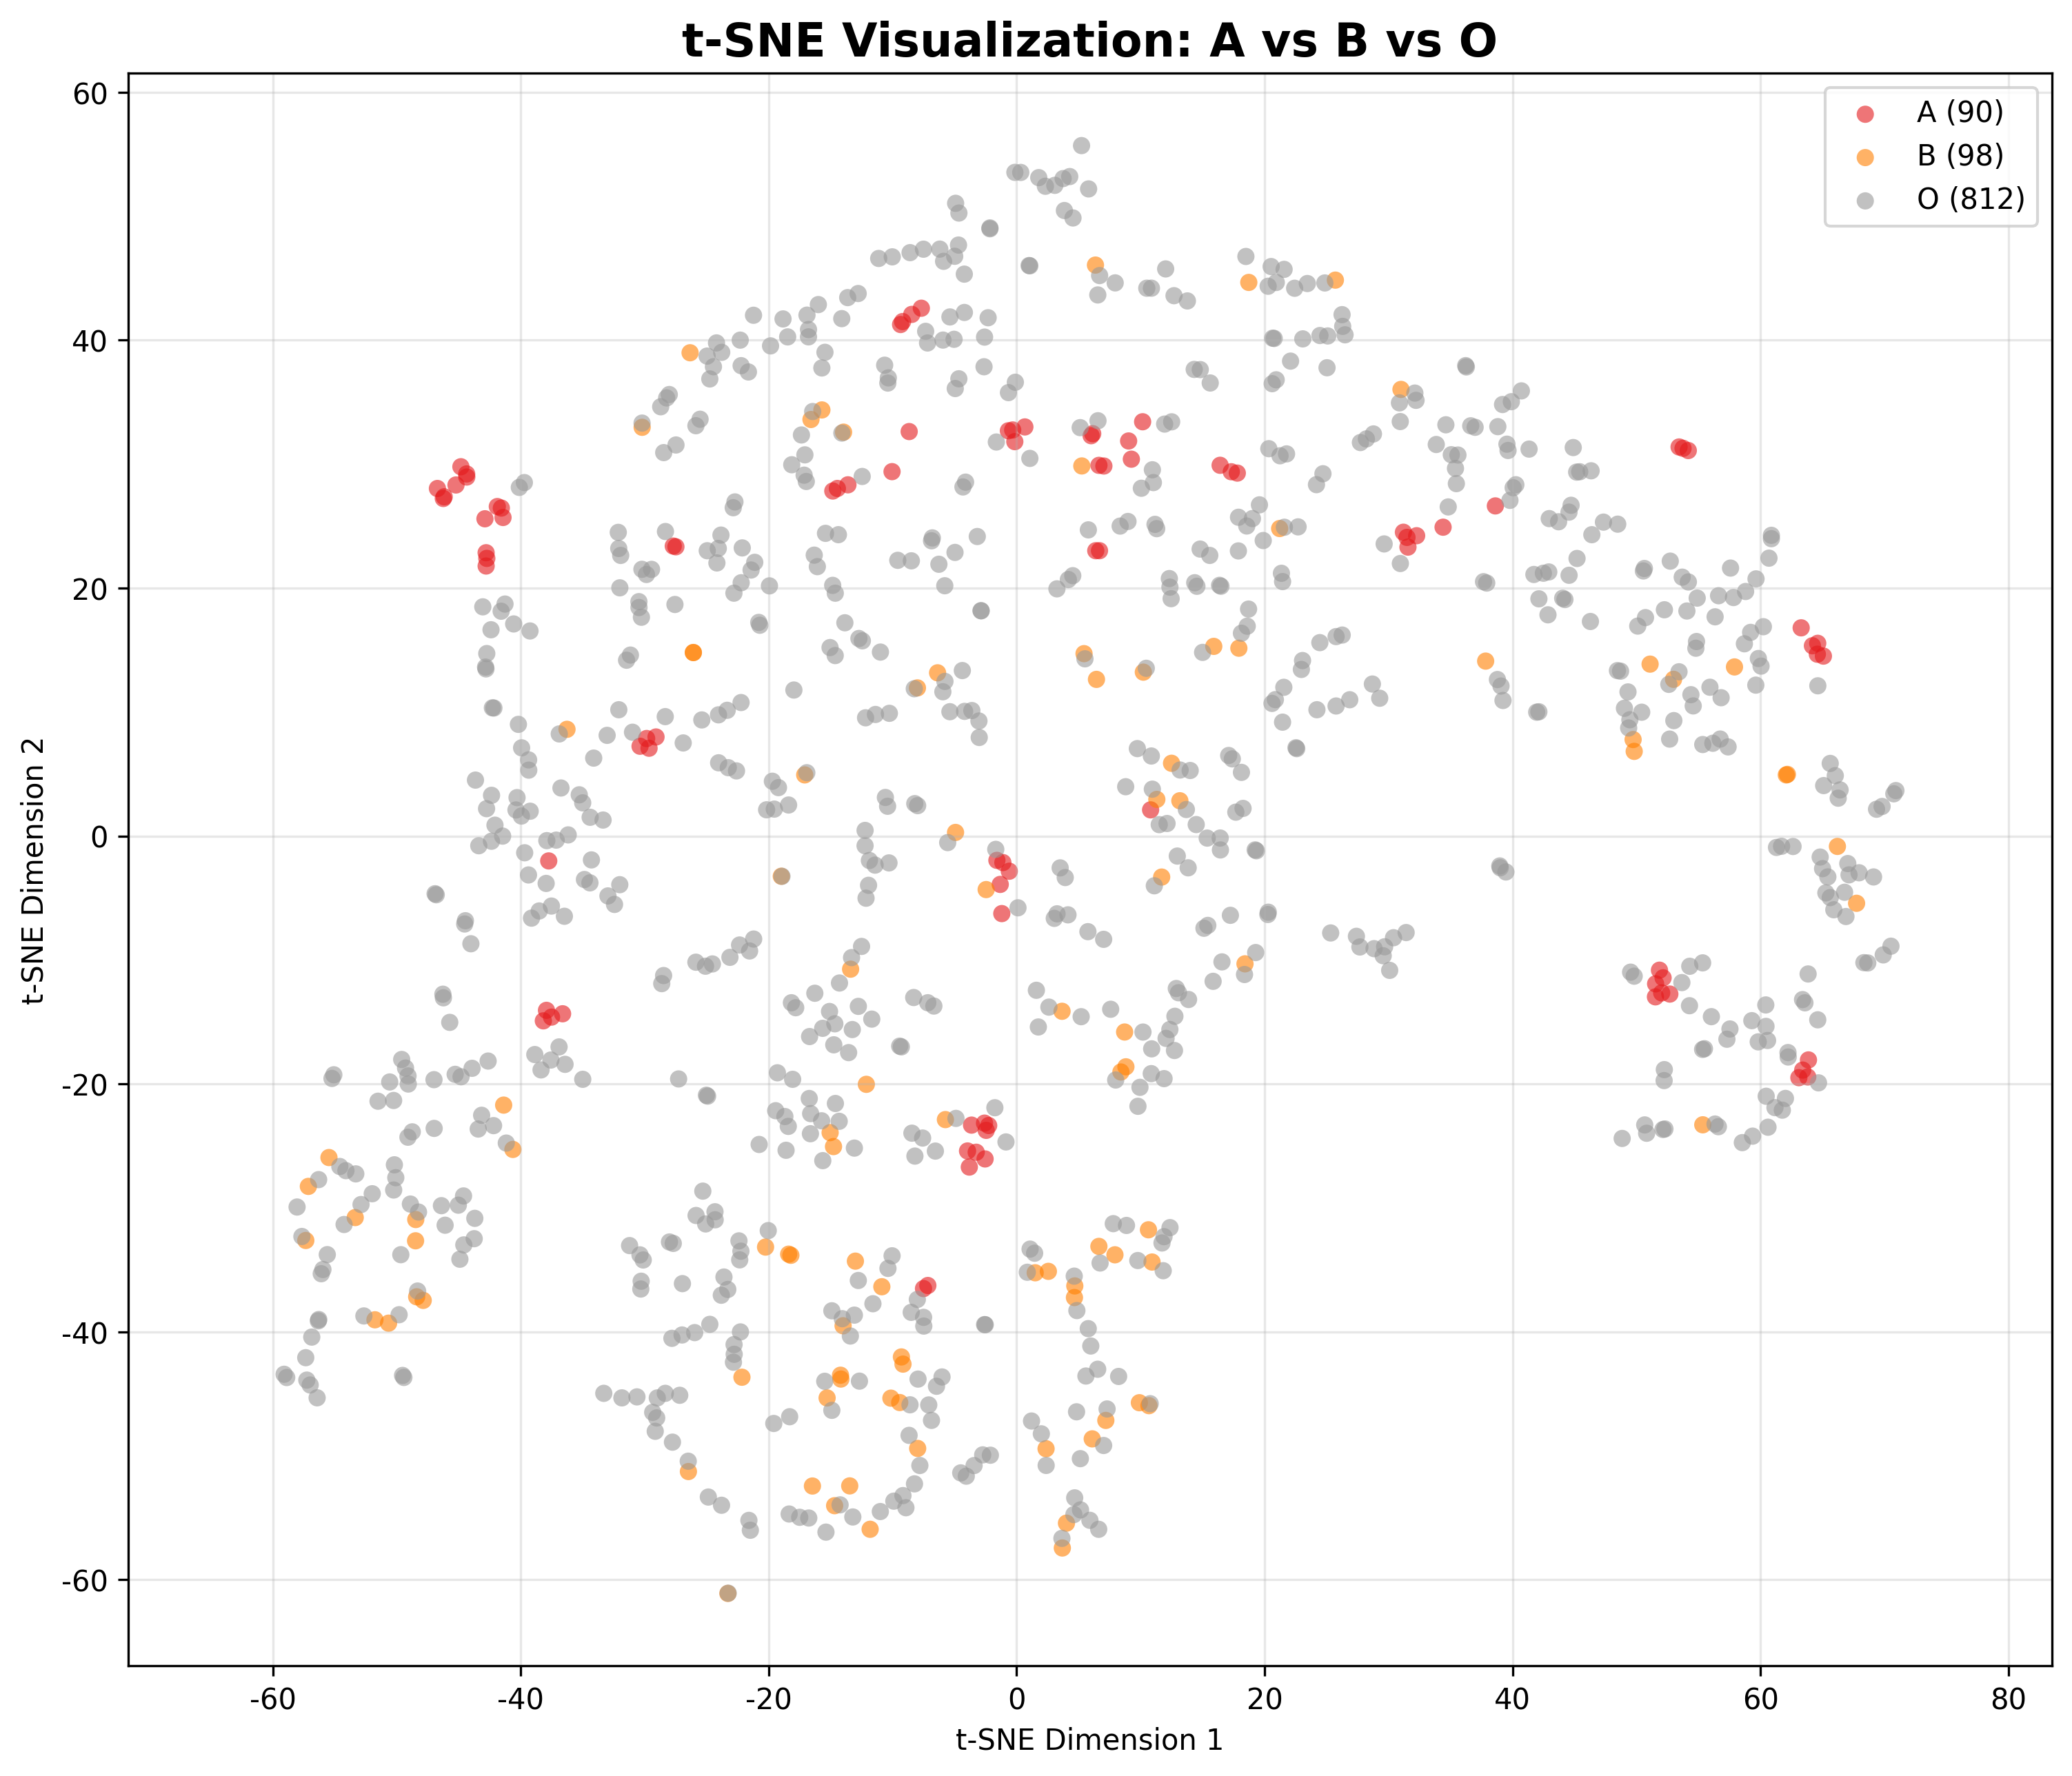 t-SNE Visualization: A vs B vs O
A (90)
B (98)
O (812)
60
40
20
0
-20
-40
-60
t-SNE Dimension 2
-60
-40
-20
0
20
40
60
80
t-SNE Dimension 1